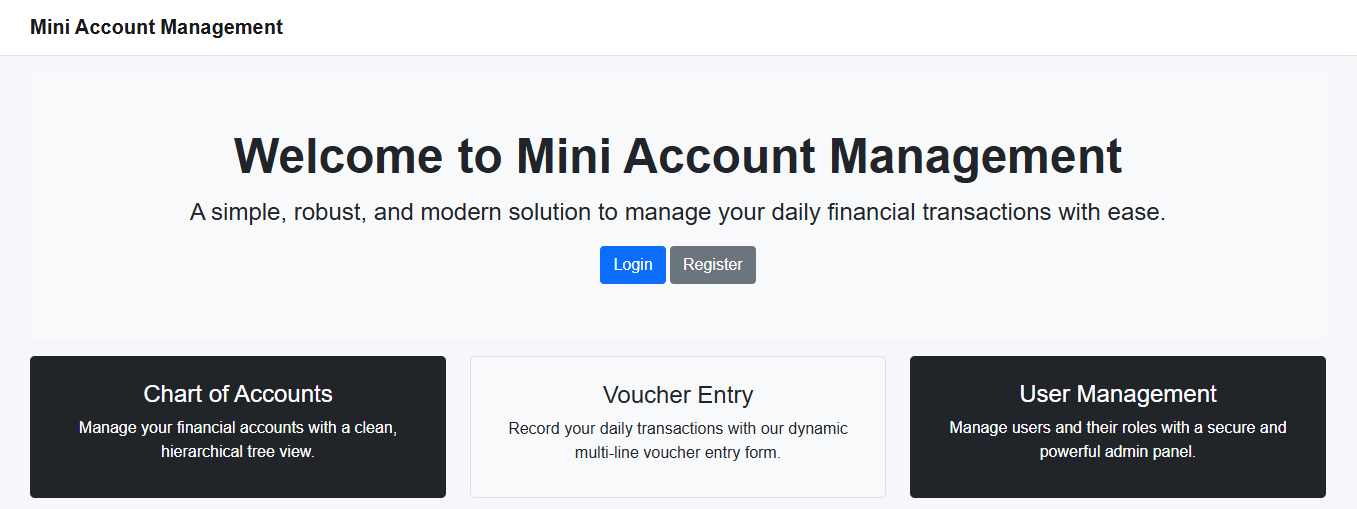 Mini Account Management
Welcome to Mini Account Management
A simple, robust, and modern solution to manage your daily financial transactions with ease.
Login Register
Chart of Accounts
Manage your financial accounts with a clean,
hierarchical tree view.
Voucher Entry
Record your daily transactions with our dynamic
multi-line voucher entry form.
User Management
Manage users and their roles with a secure and
powerful admin panel.